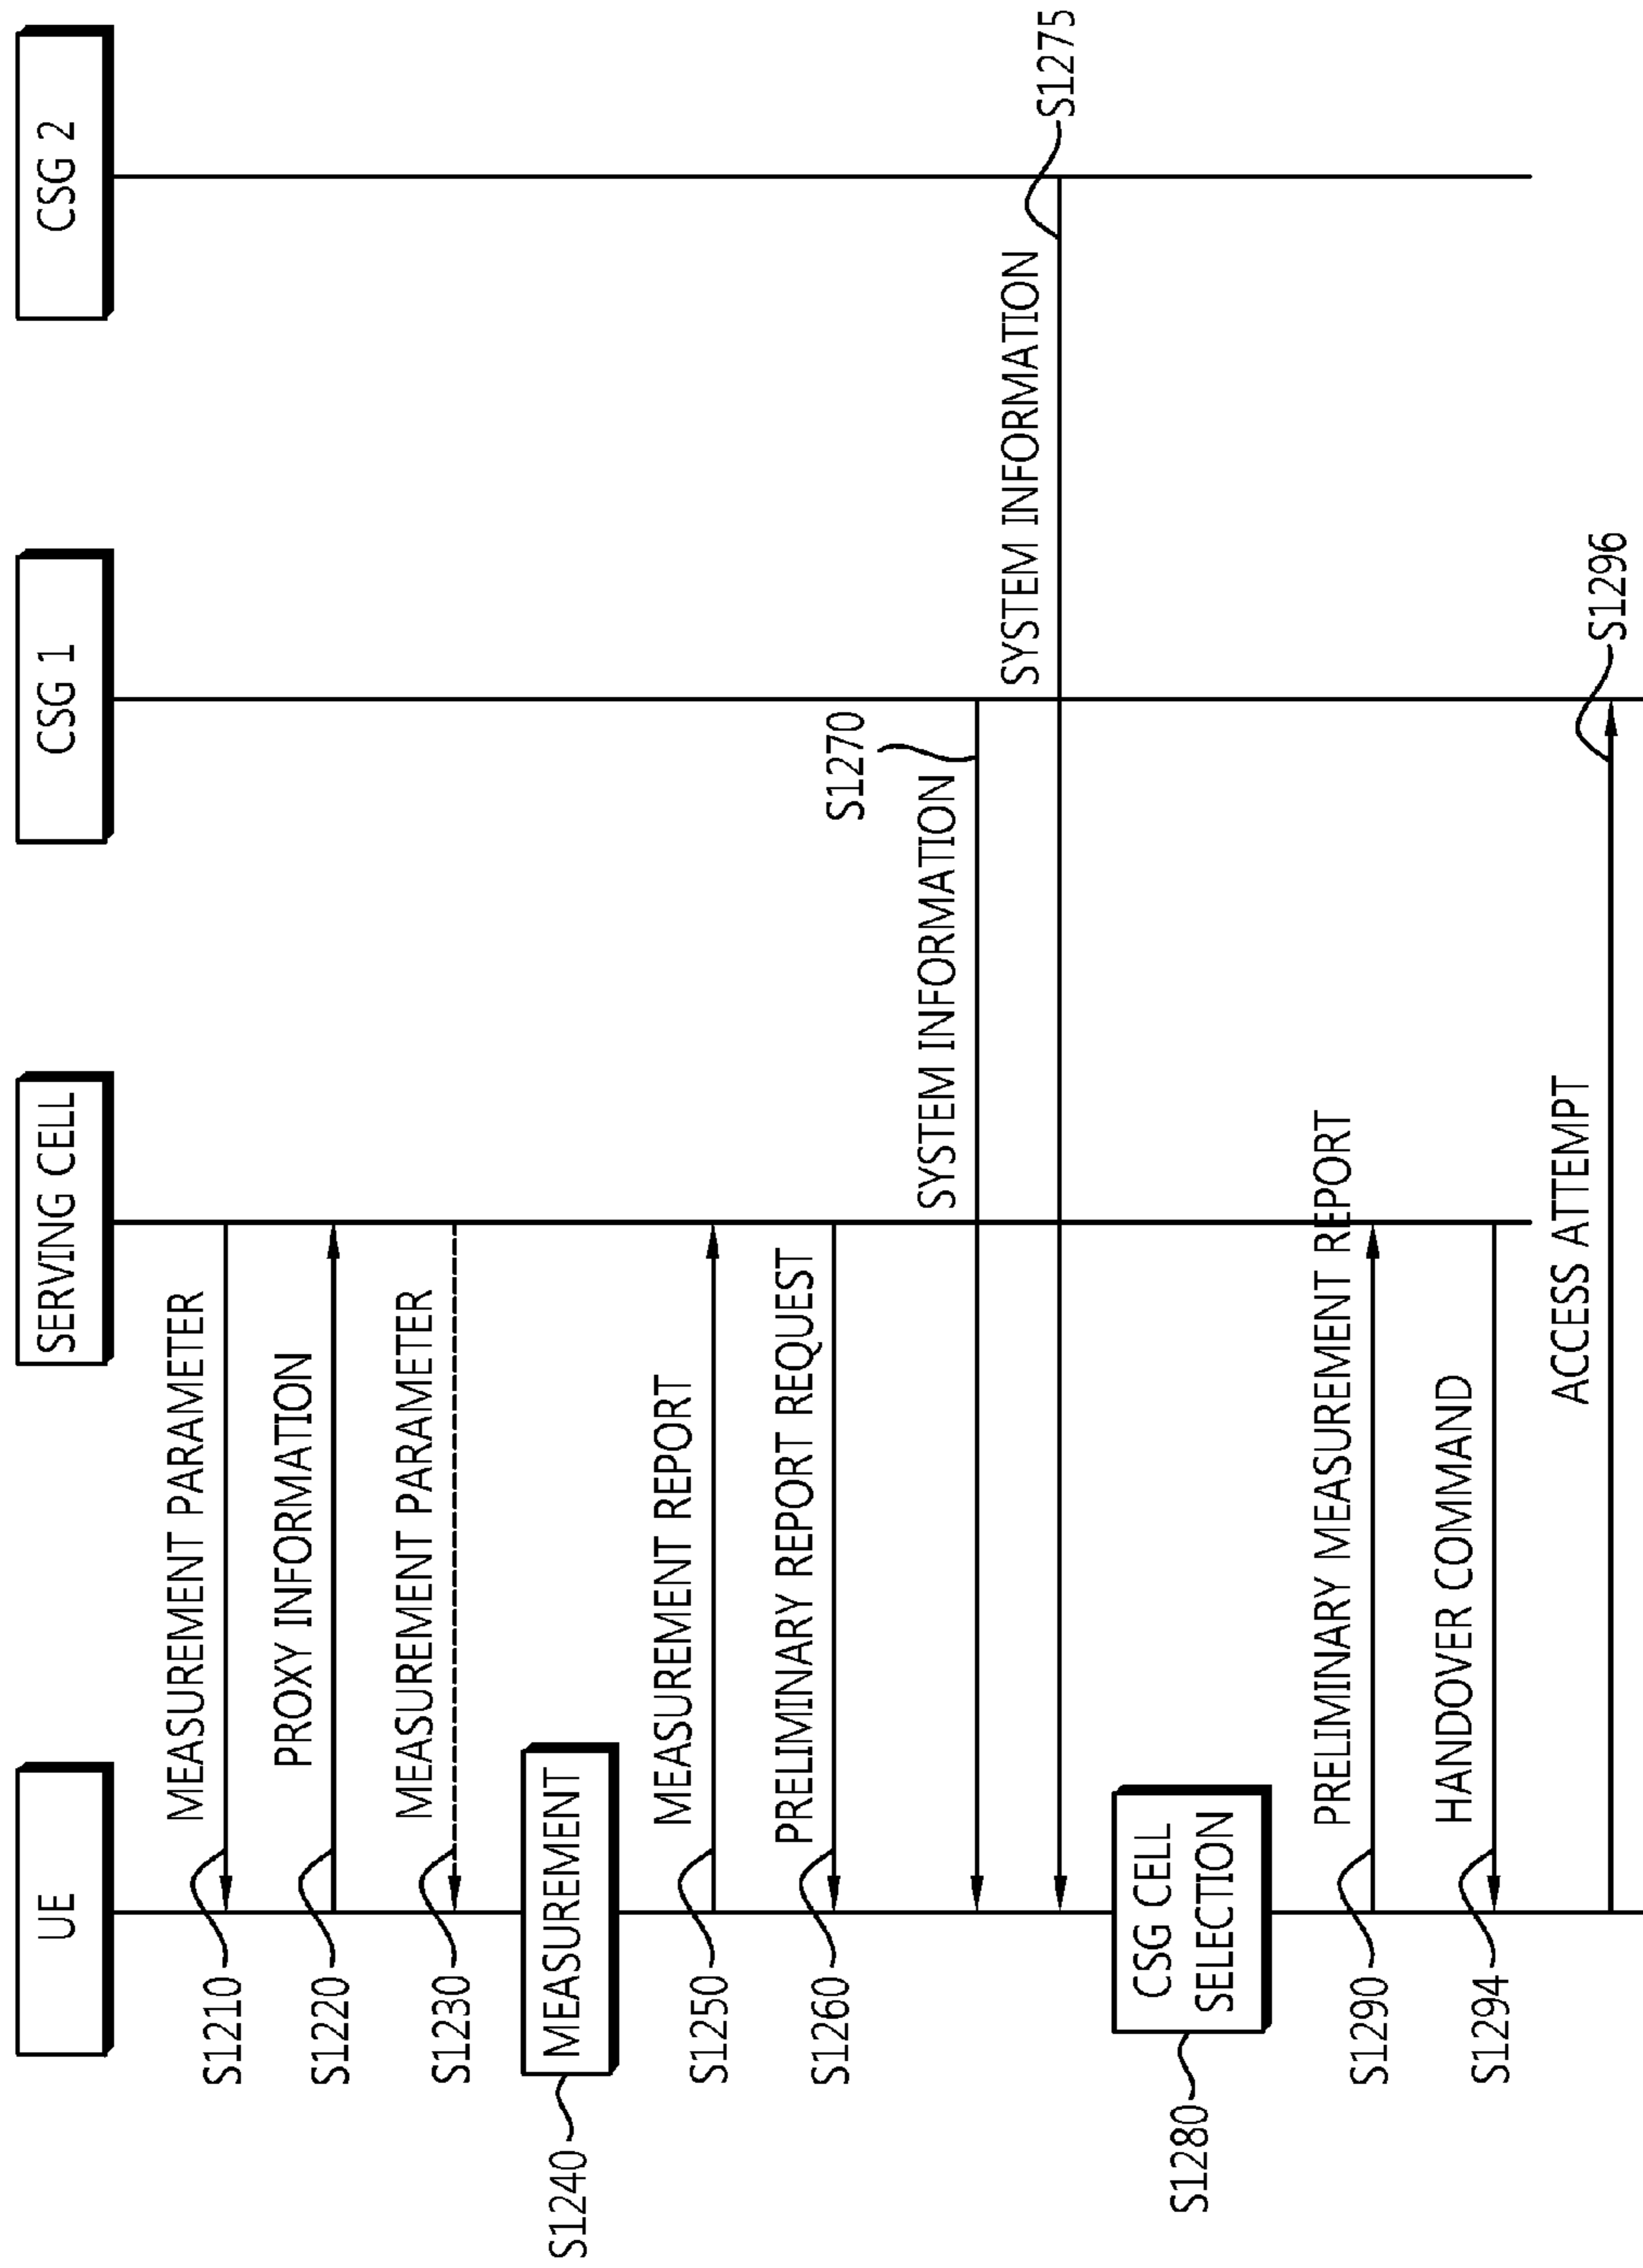 UE
SERVING CELL
CSG 1
CSG 2
MEASUREMENT PARAMETER
S1210
PROXY INFORMATION
S1220
MEASUREMENT PARAMETER
S1230
MEASUREMENT
S1240
MEASUREMENT REPORT
S1250
PRELIMINARY REPORT REQUEST
S1260
SYSTEM INFORMATION
S1270
SYSTEM INFORMATION
S1275
CSG CELL
SELECTION
S1280
PRELIMINARY MEASUREMENT REPORT
S1290
HANDOVER COMMAND
S1294
ACCESS ATTEMPT
S1296